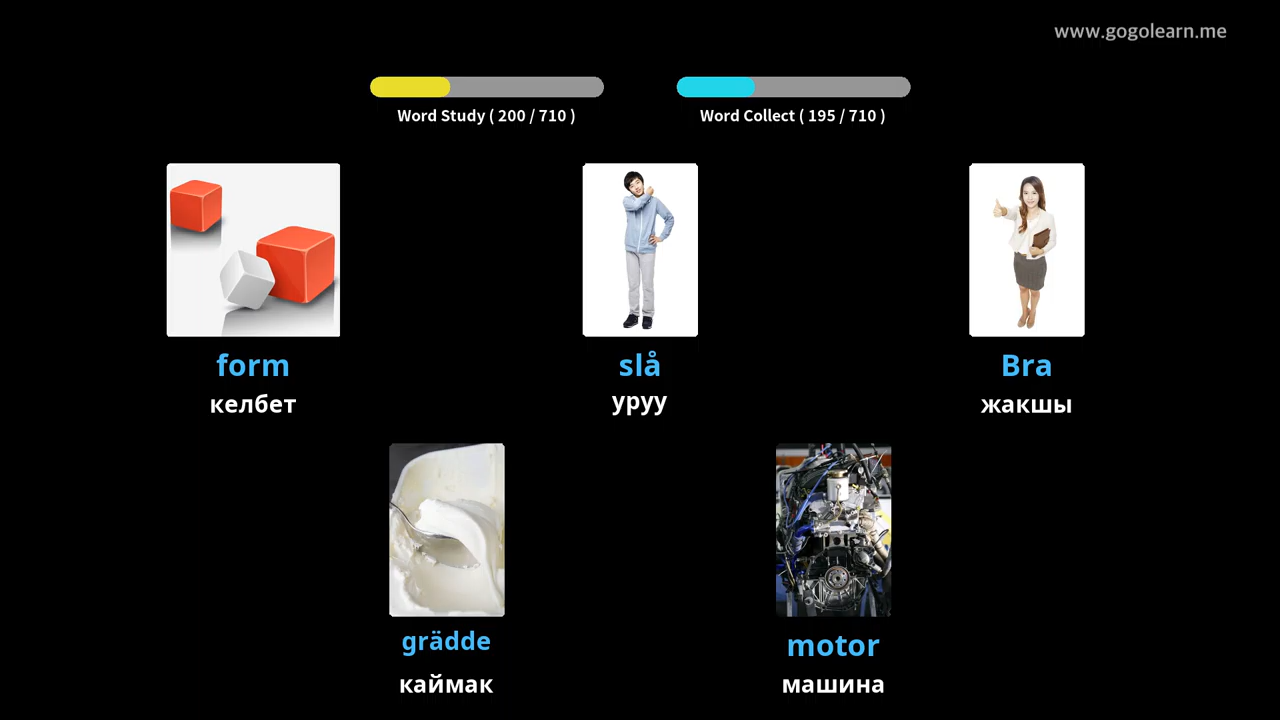 www.gogolearn.me
Word Study ( 200 / 710 )
Word Collect ( 195 / 710 )
form
келбет
slå
уруу
Bra
жакшы
grädde
каймак
motor
машина